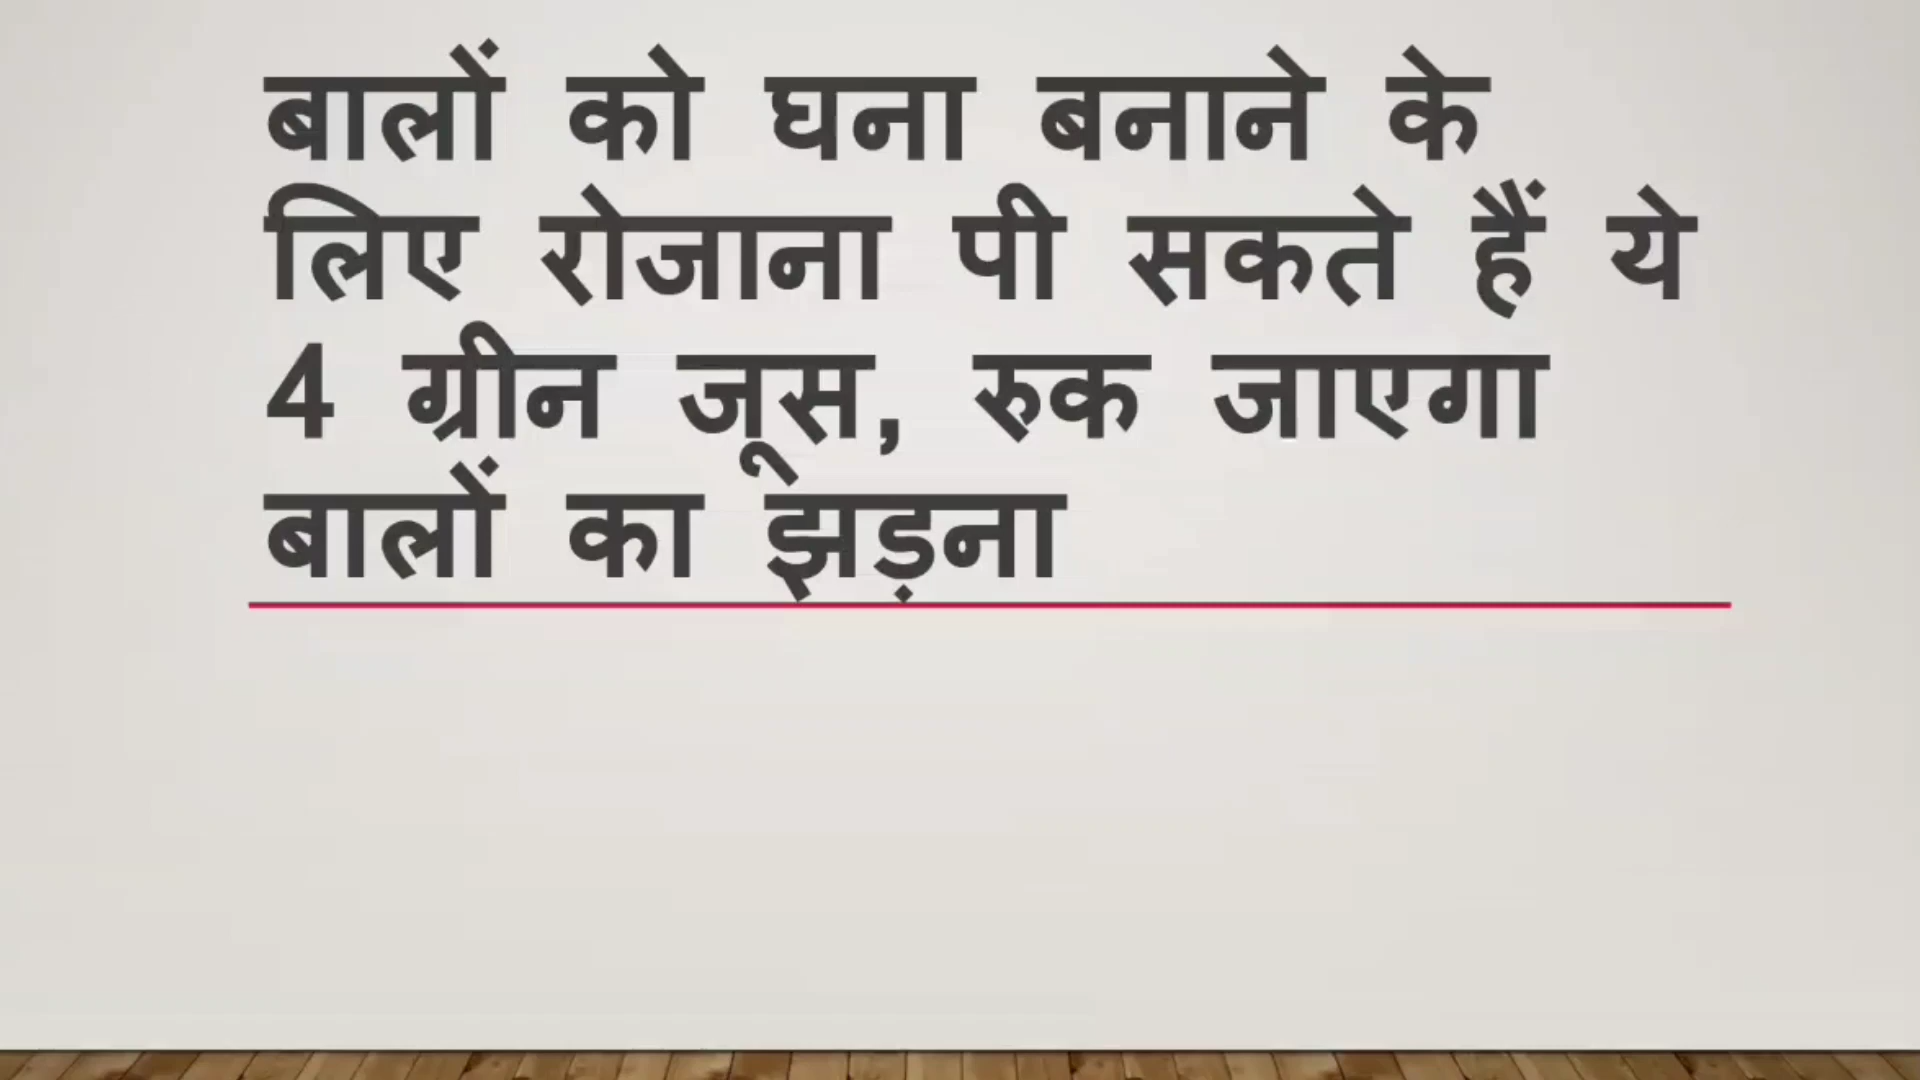 बालों को घना बनाने के
लिए रोजाना पी सकते हैं ये
4 ग्रीन जूस, रुक जाएगा
बालों का झड़ना